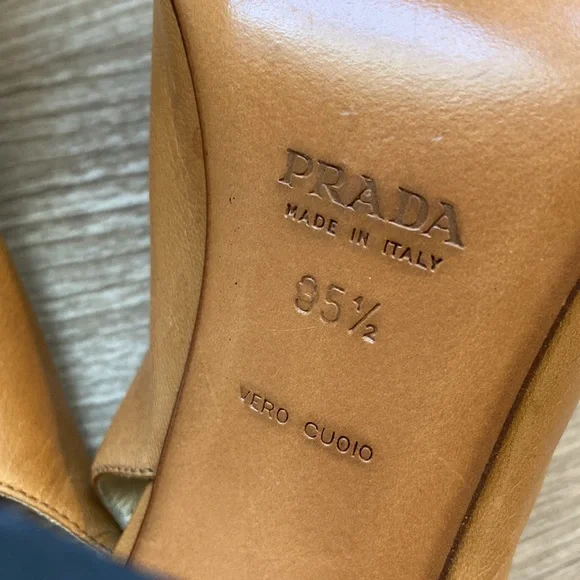 PRADA
MADE IN ITALY
35½
VERO CUOIO